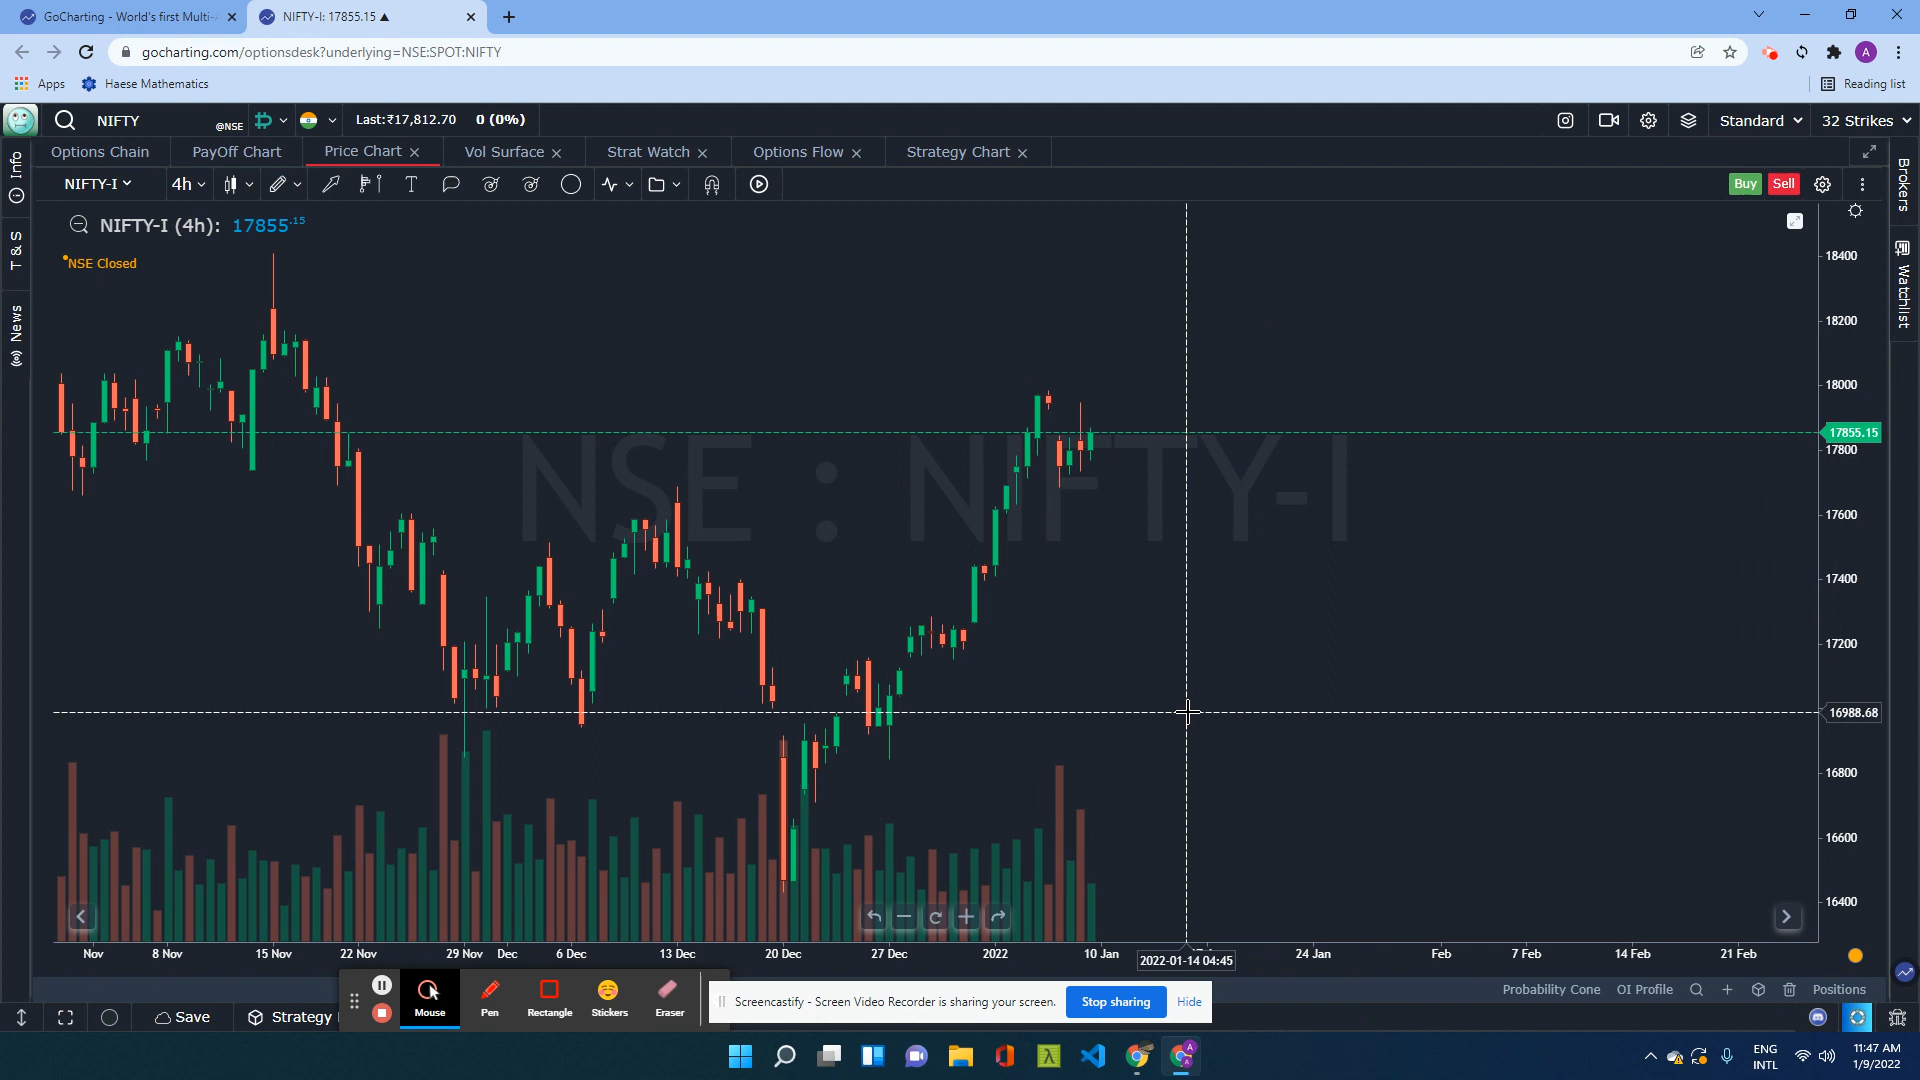 GoCharting - World's first Multi-
NIFTY-I: 17855.15 ▲
gocharting.com/optionsdesk?underlying=NSE:SPOT:NIFTY
A
Apps
Haese Mathematics
Reading list
NIFTY
@NSE
Last:₹17,812.70
0 (0%)
Standard
32 Strikes
Options Chain
PayOff Chart
Price Chart
Vol Surface
Strat Watch
Options Flow
Strategy Chart
NIFTY-I
4h
T
Buy
Sell
Info
T & S
News
Brokers
Watchlist
NIFTY-I (4h): 17855.15
NSE Closed
NSE : NIFTY-I
18400
18200
18000
17855.15
17800
17600
17400
17200
16988.68
16800
16600
16400
Nov
8 Nov
15 Nov
22 Nov
29 Nov
Dec
6 Dec
13 Dec
20 Dec
27 Dec
2022
10 Jan
2022-01-14 04:45
24 Jan
Feb
7 Feb
14 Feb
21 Feb
Probability Cone
OI Profile
Positions
Save
Strategy
Mouse
Pen
Rectangle
Stickers
Eraser
Screencastify - Screen Video Recorder is sharing your screen.
Stop sharing
Hide
ENG
INTL
11:47 AM
1/9/2022